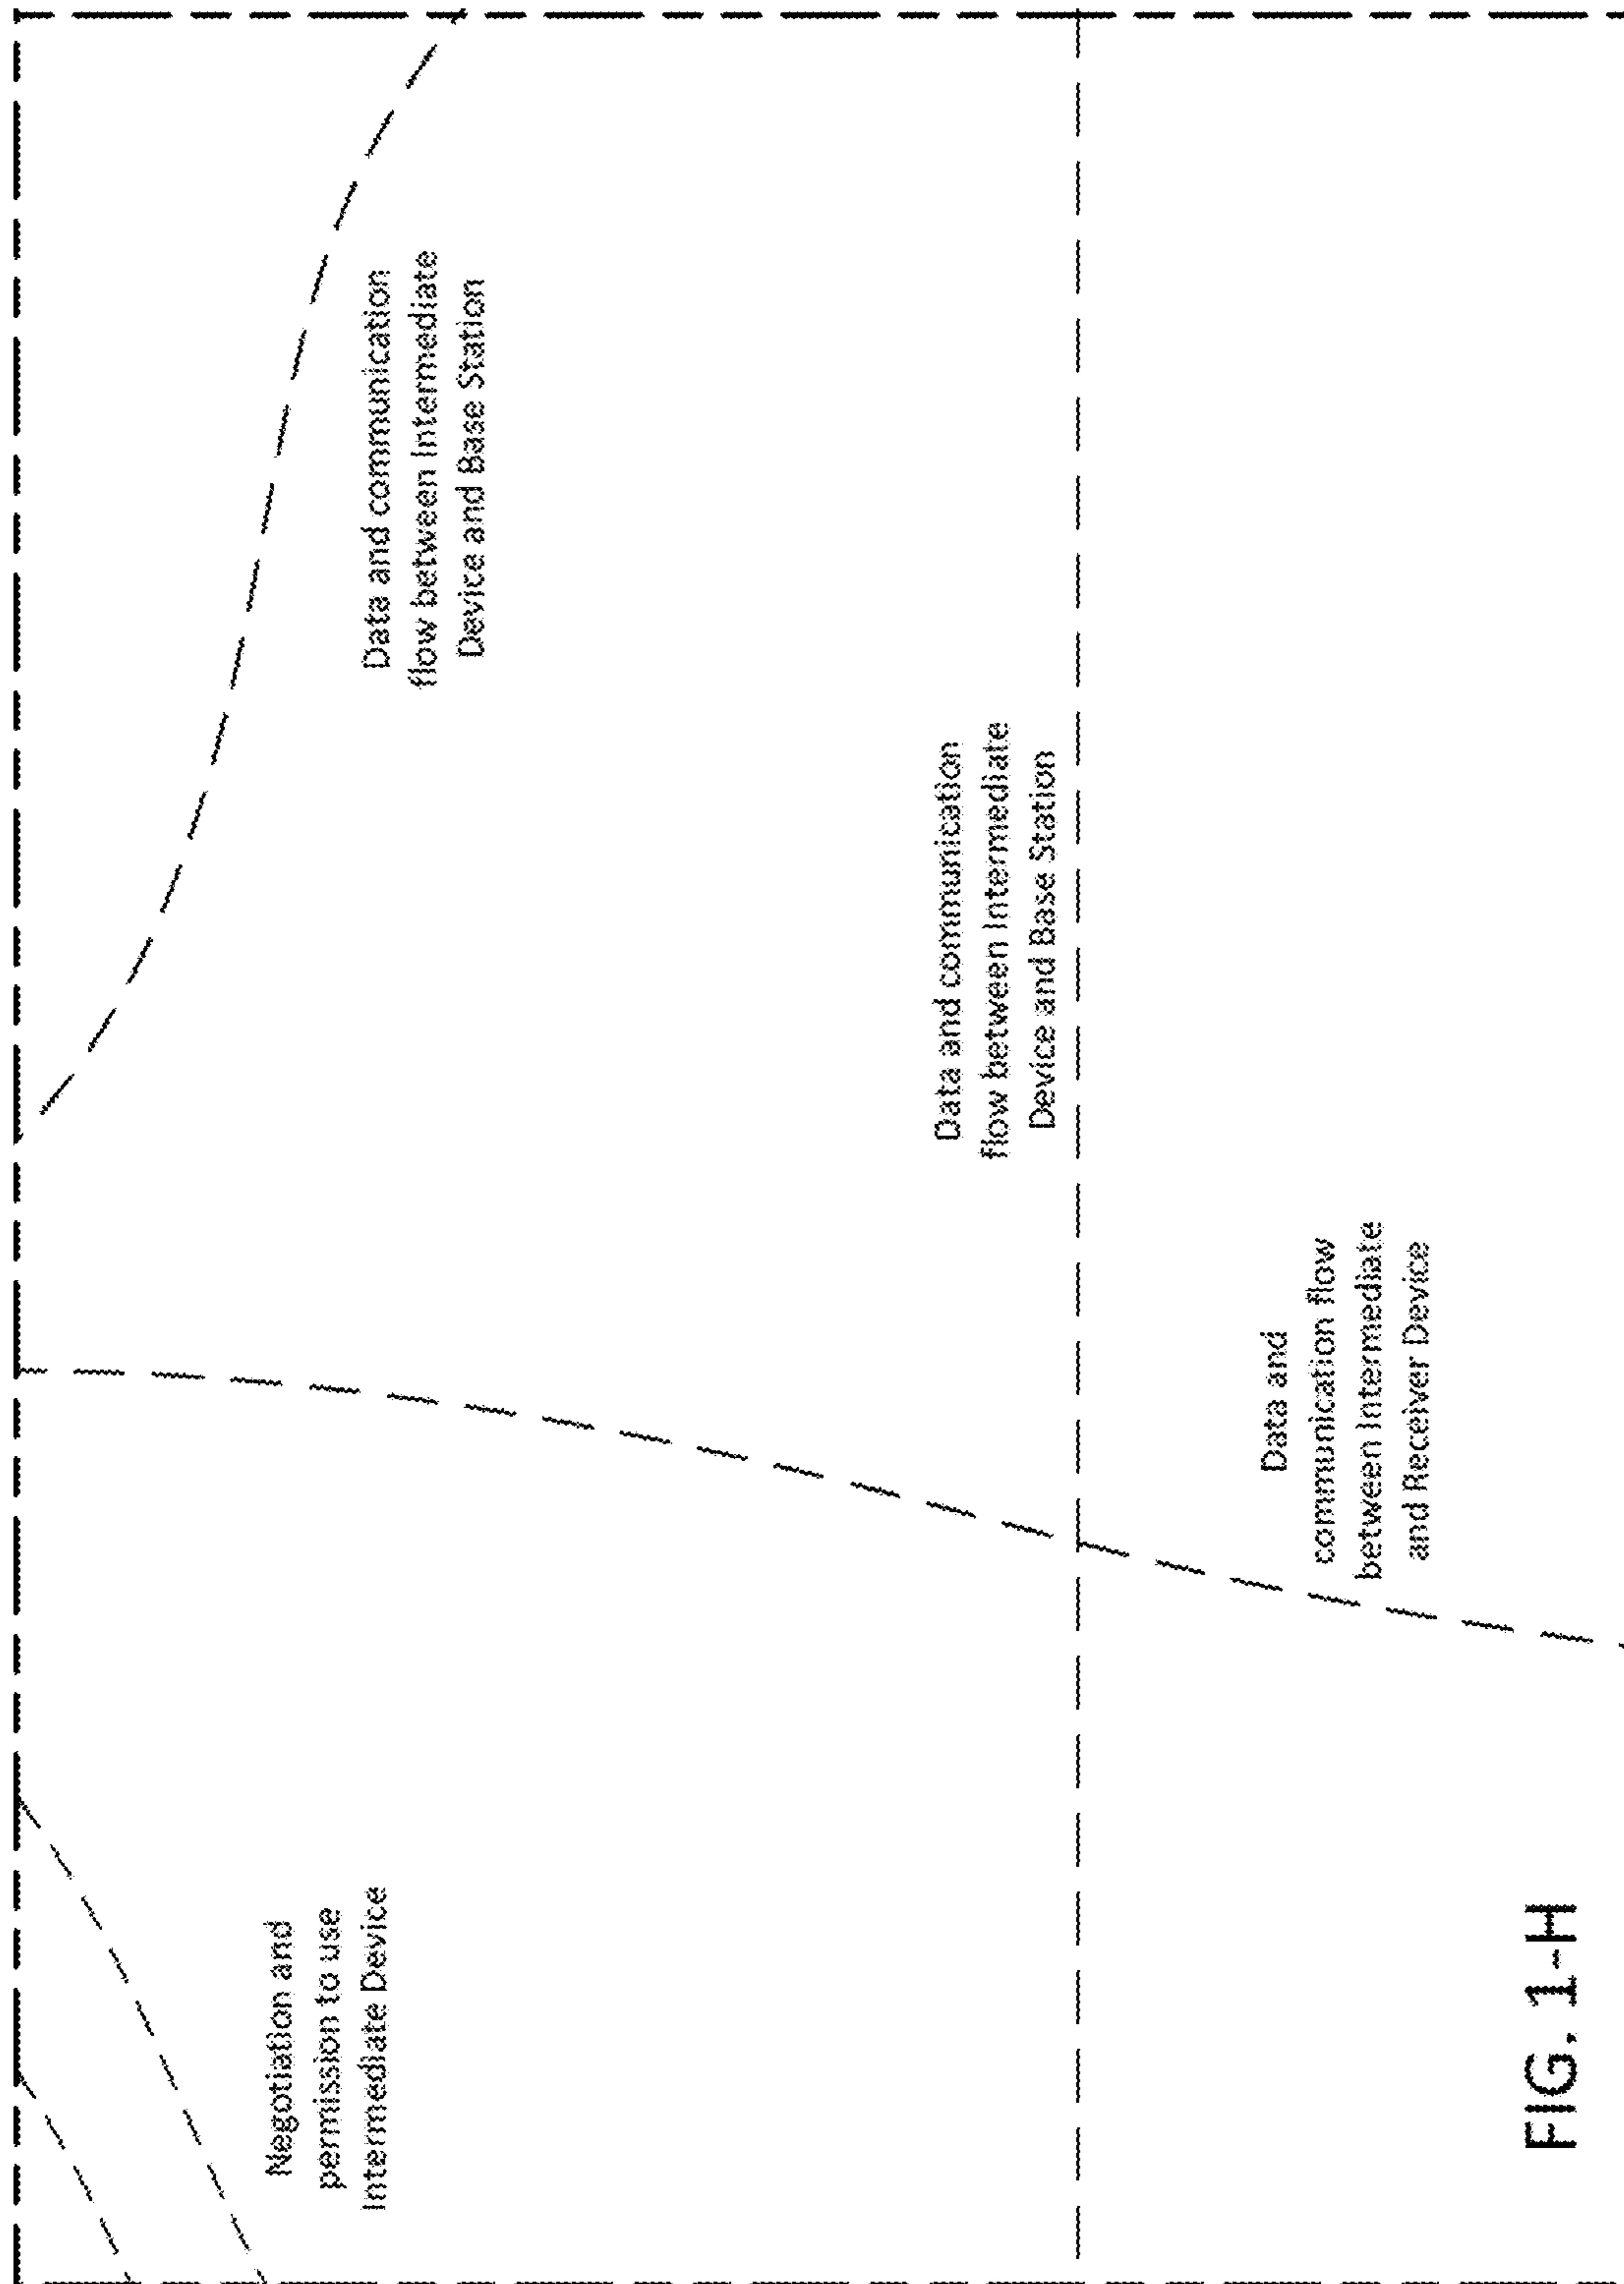 Data and communication
flow between Intermediate
Device and Base Station
Negotiation and
permission to use
Intermediate Device
Data and communication
flow between Intermediate
Device and Base Station
Data and
communication flow
between Intermediate
and Receiver Device
FIG. 1-H